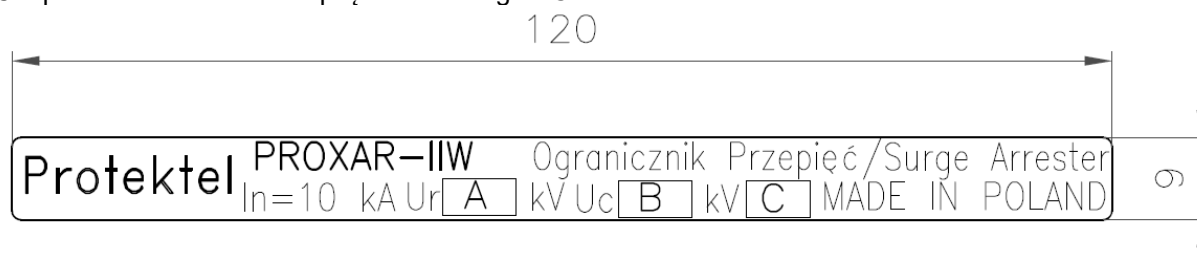 120
Protektel
PROXAR-IIW Ogranicznik Przepięć/Surge Arrester
In=10 kA Ur A kV Uc B kV C MADE IN POLAND
9